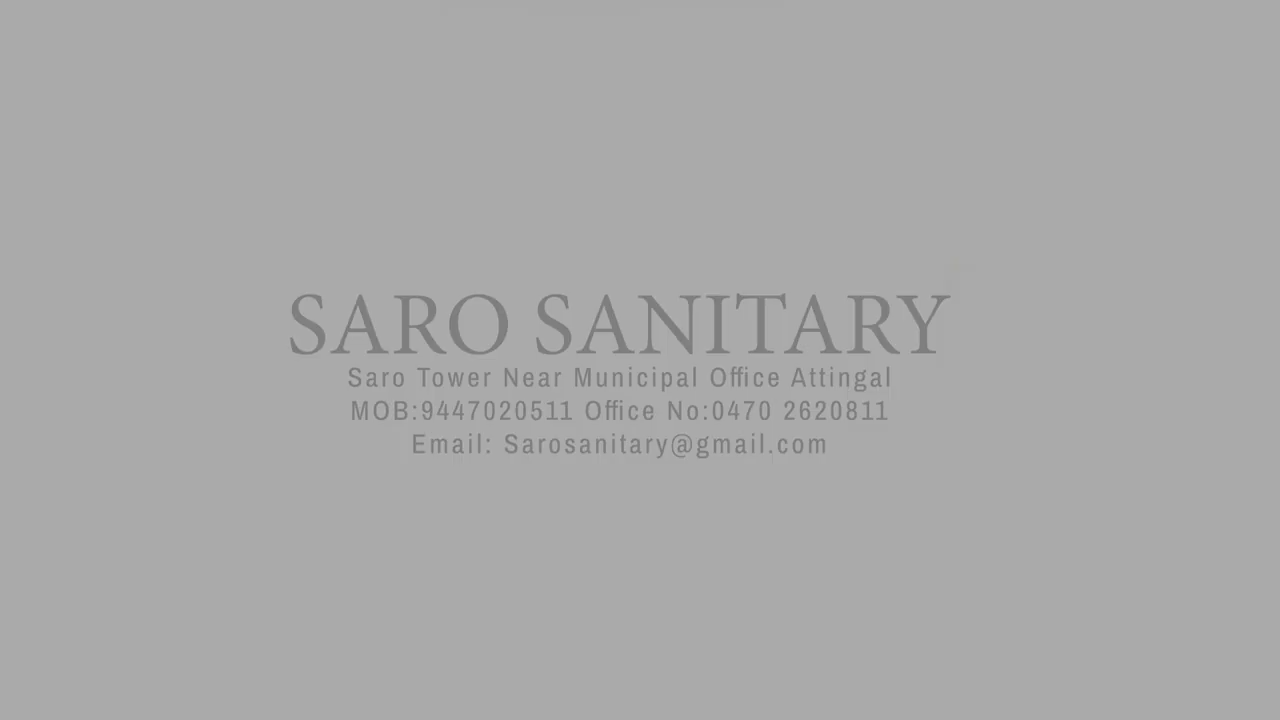 SARO SANITARY
Saro Tower Near Municipal Office Attingal
MOB:9447020511 Office No:0470 2620811
Email: Sarosanitary@gmail.com